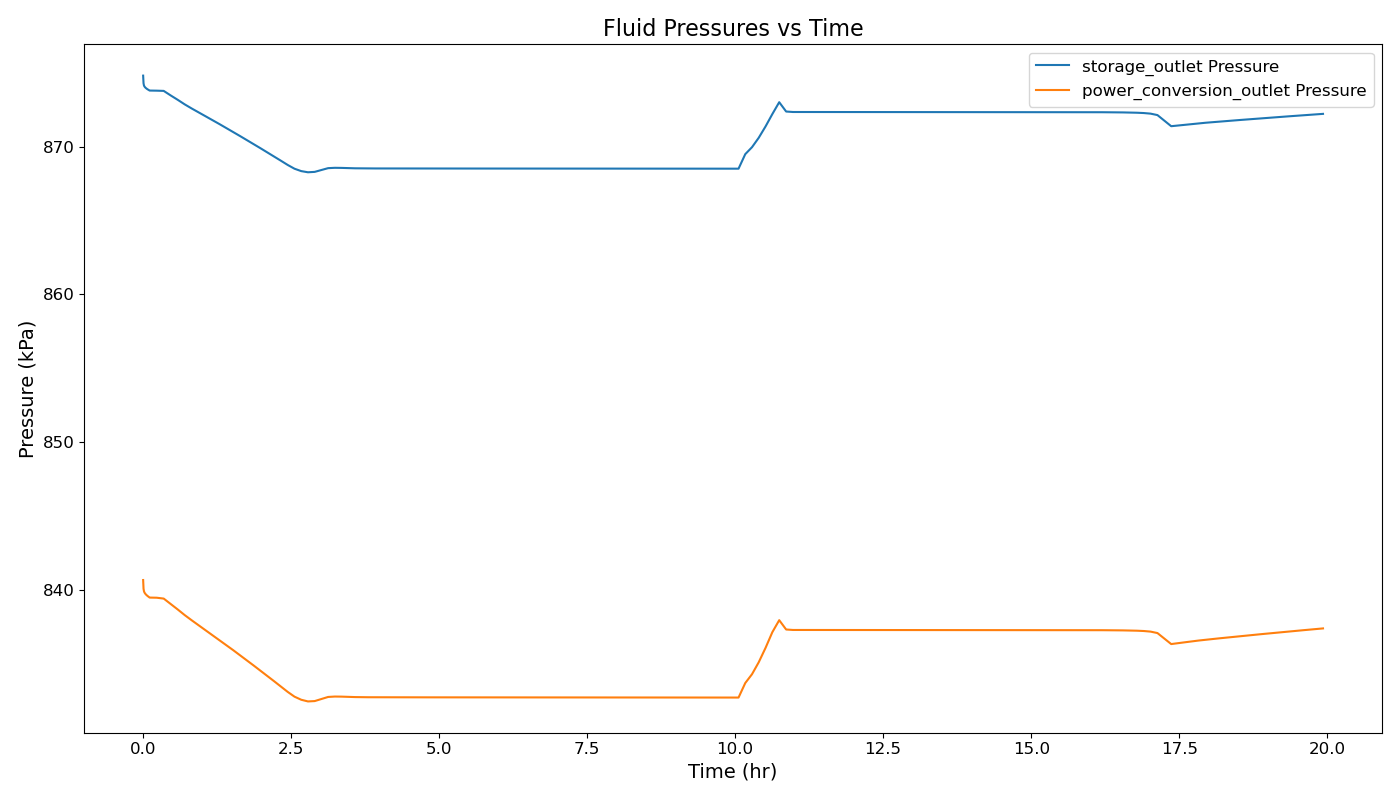 Fluid Pressures vs Time
storage_outlet Pressure
power_conversion_outlet Pressure
Pressure (kPa)
870
860
850
840
0.0 2.5 5.0 7.5 10.0 12.5 15.0 17.5 20.0
Time (hr)